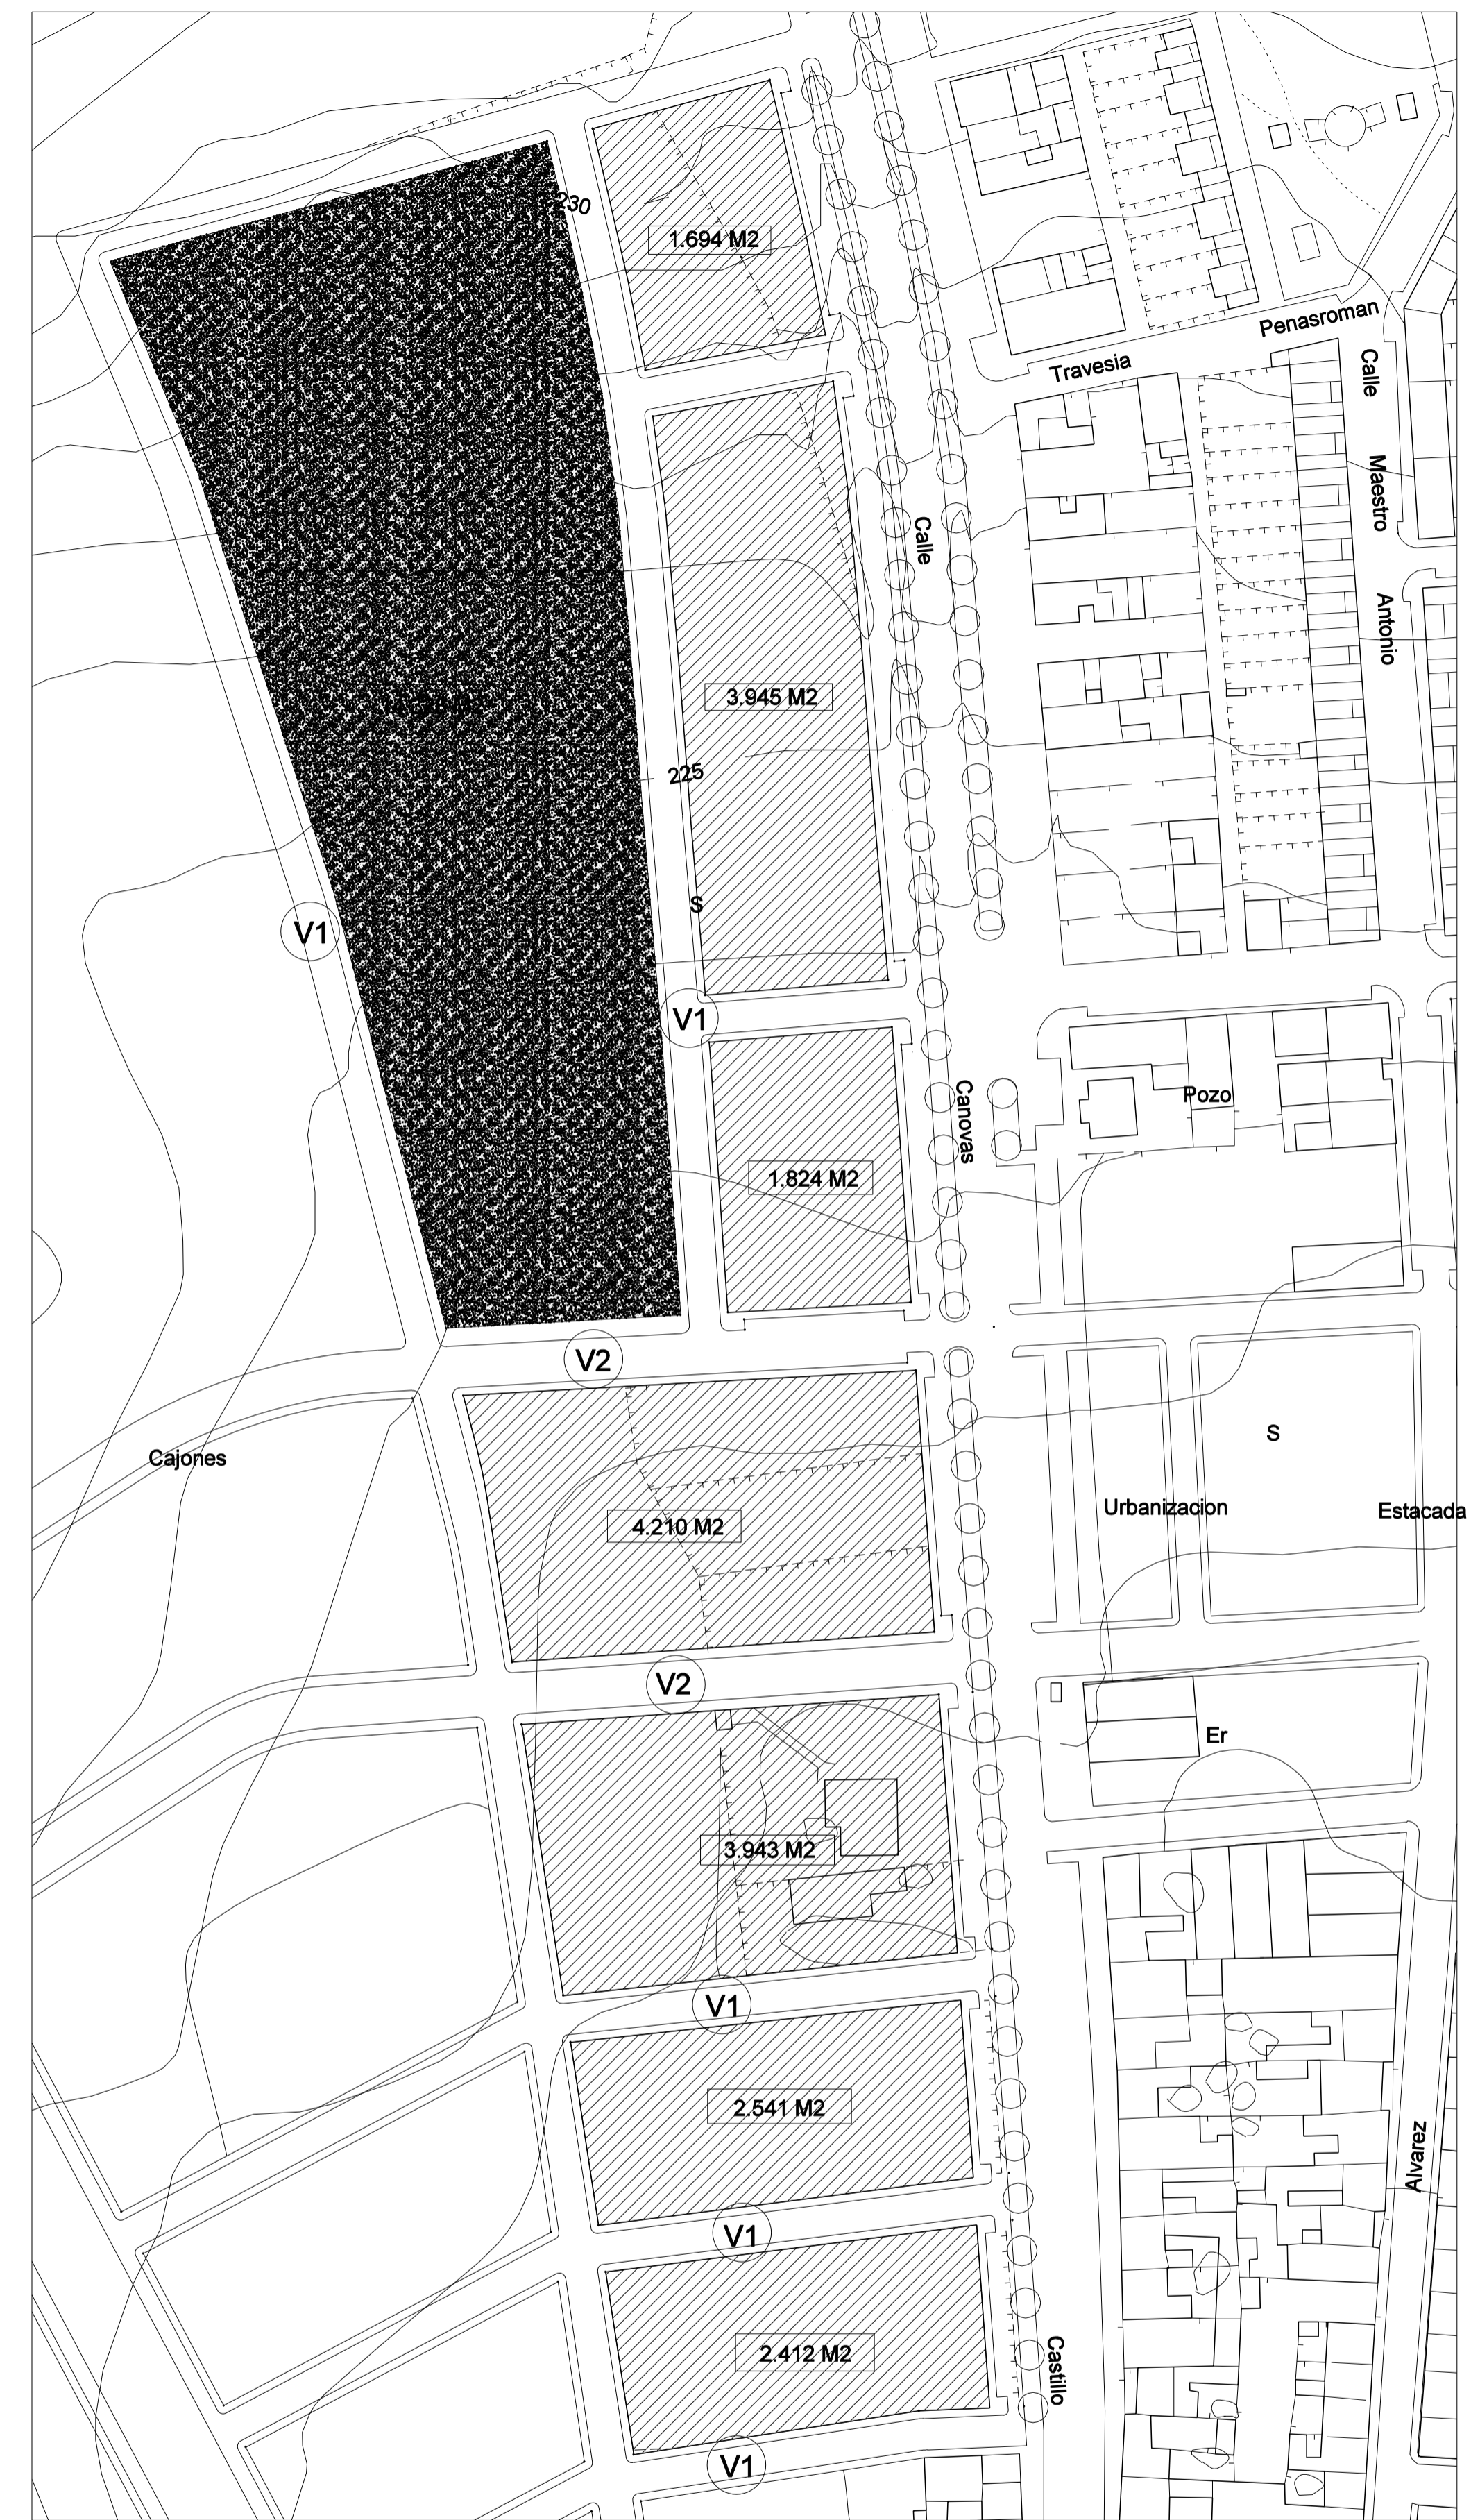 230
1.694 M2
Penasroman
Travesia
Calle
Maestro
Antonio
Calle
3.945 M2
225
S
V1
V1
Canovas
Pozo
1.824 M2
V2
Cajones
S
Urbanizacion
Estacada
4.210 M2
V2
Er
3.943 M2
V1
2.541 M2
Alvarez
V1
2.412 M2
Castillo
V1